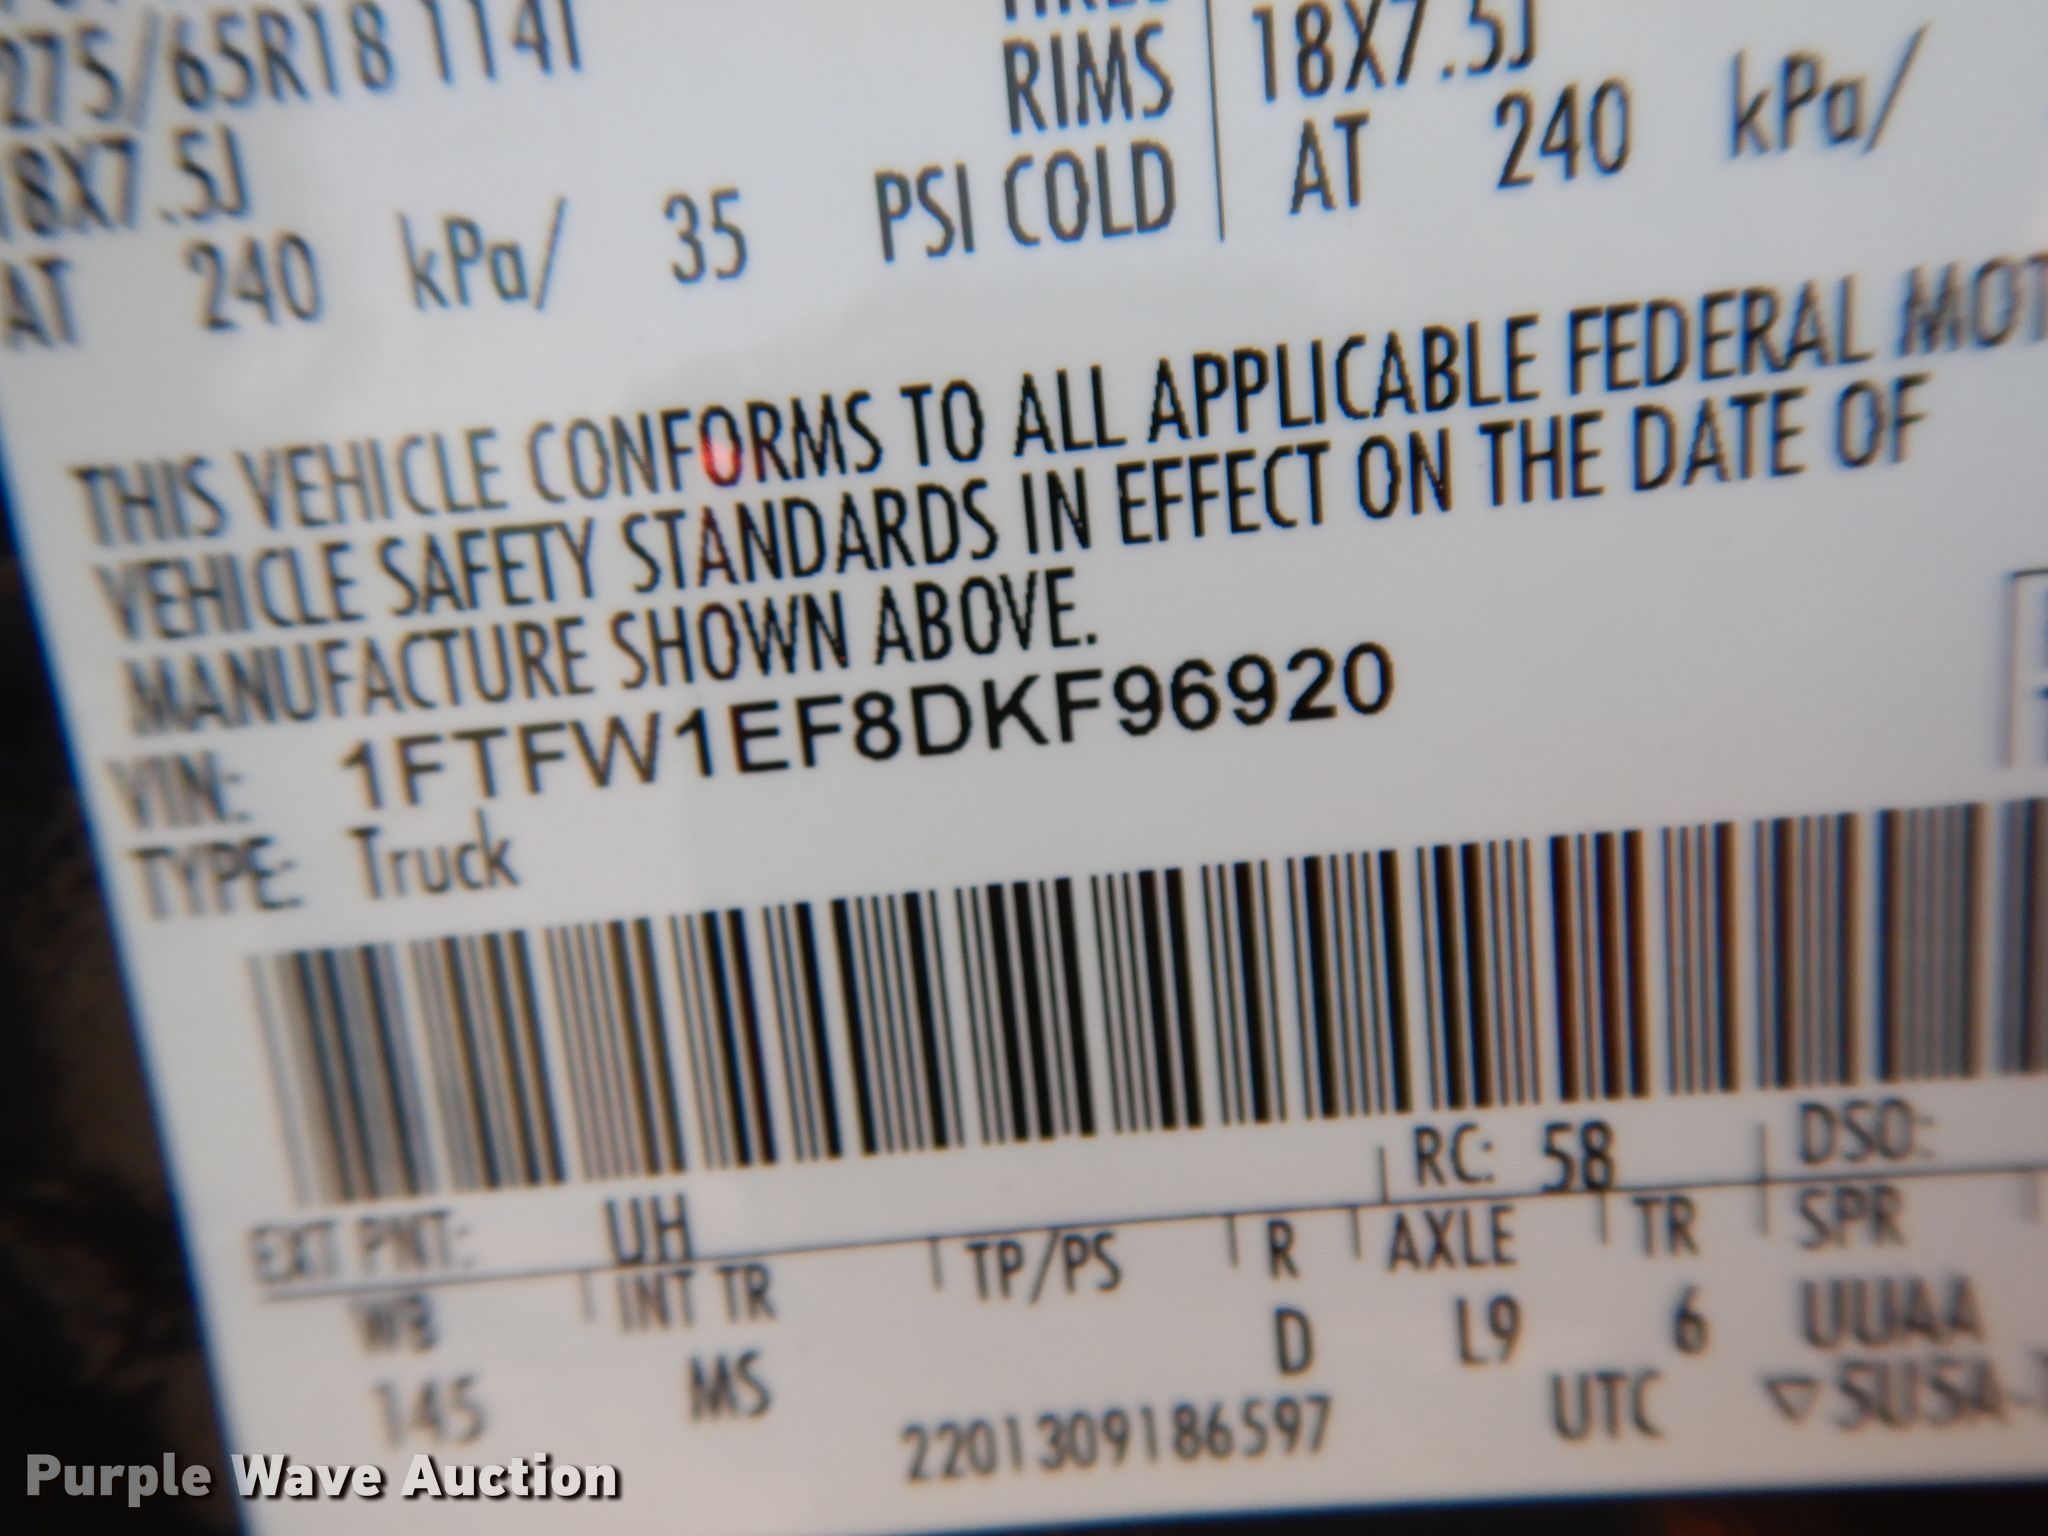 275/65R18 114T
RIMS 18X7.5J
18X7.5J
AT 240 kPa/ 35 PSI COLD AT 240 kPa/
THIS VEHICLE CONFORMS TO ALL APPLICABLE FEDERAL MOT
VEHICLE SAFETY STANDARDS IN EFFECT ON THE DATE OF
MANUFACTURE SHOWN ABOVE.
VIN: 1FTFW1EF8DKF96920
TYPE: Truck
EXT PNT: UH RC: 58 DSO:
WB INT TR TP/PS R AXLE TR SPR
145 MS D L9 6 UUAA
2201309186597 UTC ▽ 5U5A-
Purple Wave Auction